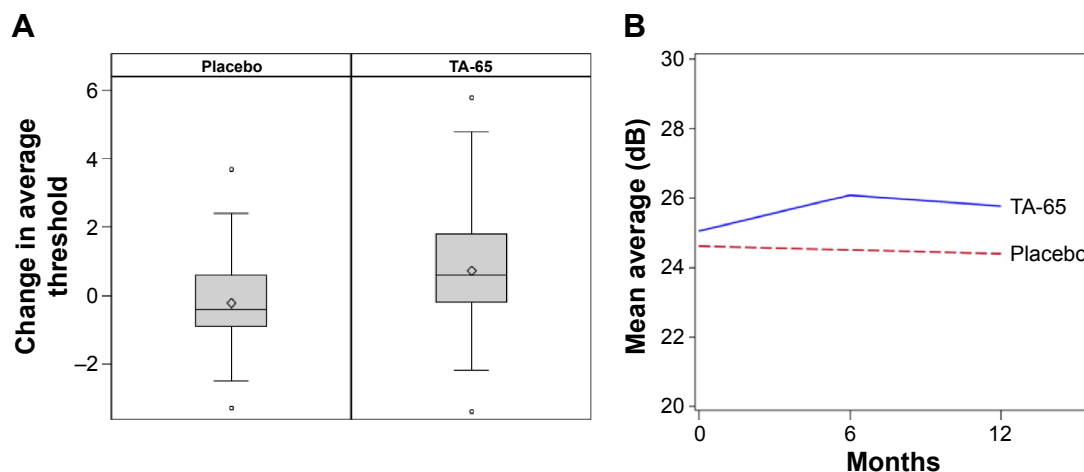 A
Placebo
TA-65
Change in average
threshold
6
4
2
0
–2
B
Mean average (dB)
30
28
26
24
22
20
TA-65
Placebo
0
6
12
Months